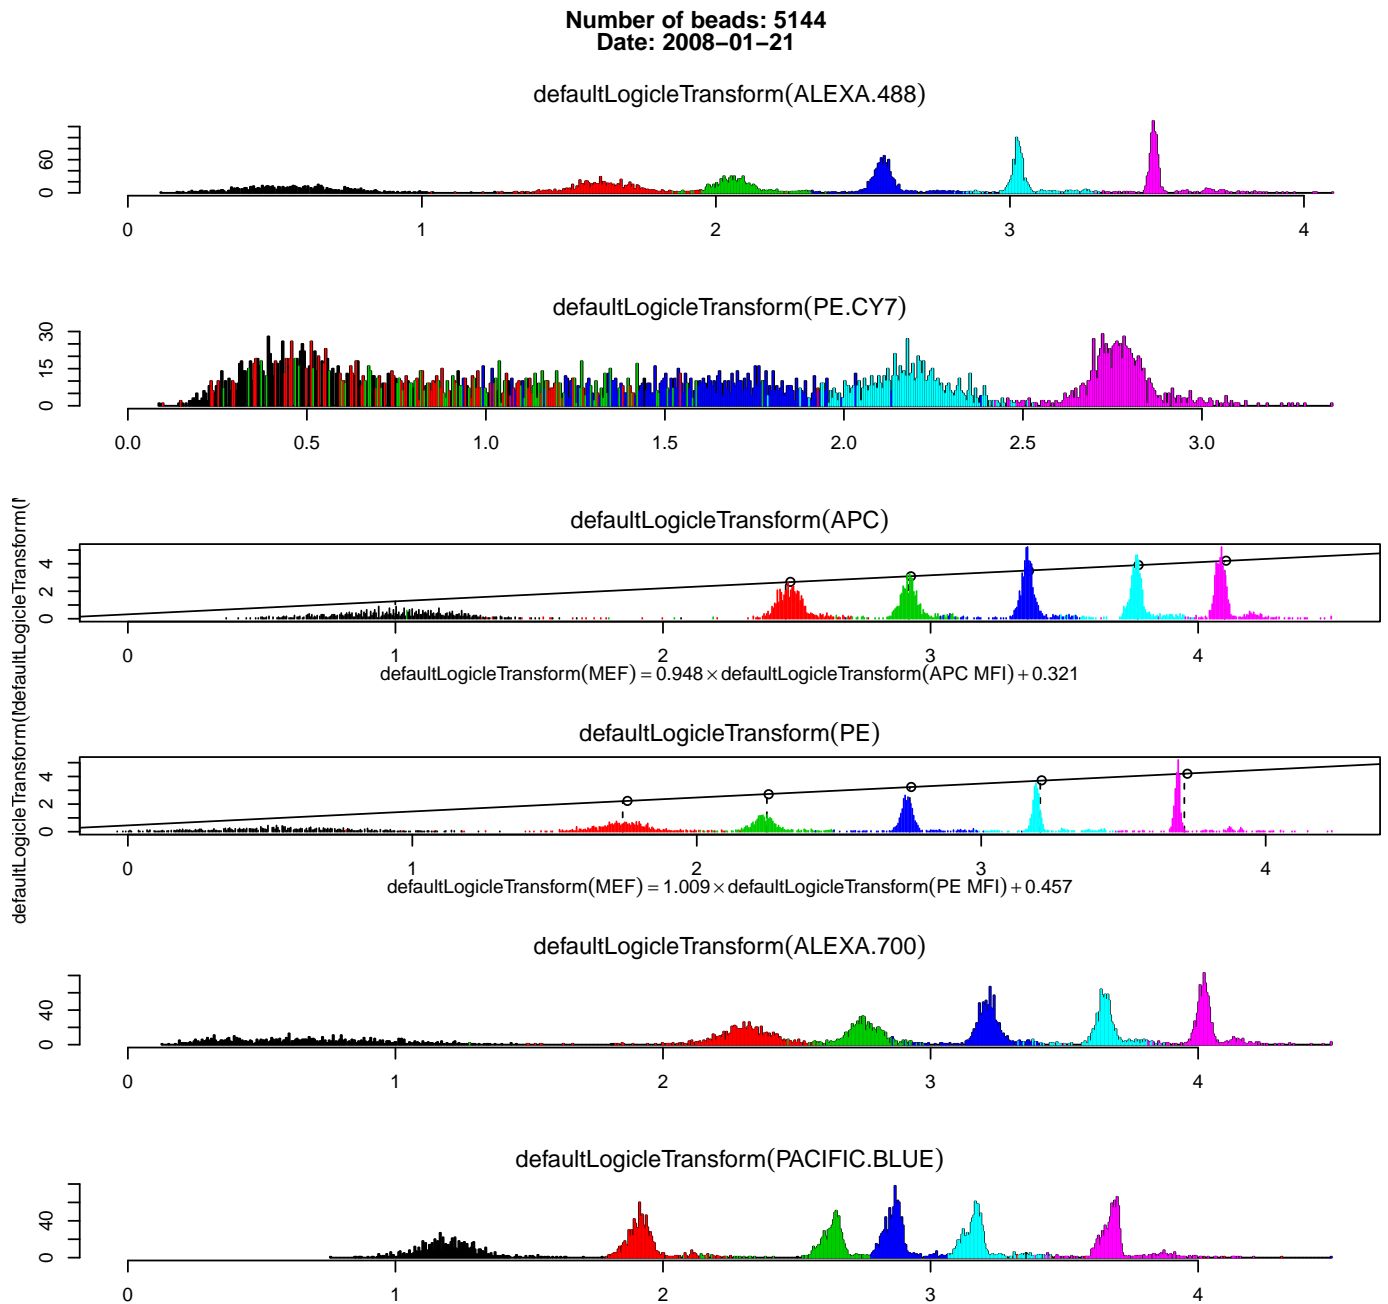 Number of beads: 5144
Date: 2008−01−21
defaultLogicleTransform(ALEXA.488)
0 60
0 1 2 3 4
defaultLogicleTransform(PE.CY7)
0 15 30
0.0 0.5 1.0 1.5 2.0 2.5 3.0
defaultLogicleTransform(APC)
defaultLogicleTransform(
0 2 4
0 1 2 3 4
defaultLogicleTransform(MEF) = 0.948 × defaultLogicleTransform(APC MFI) + 0.321
defaultLogicleTransform(PE)
defaultLogicleTransform(
0 2 4
0 1 2 3 4
defaultLogicleTransform(MEF) = 1.009 × defaultLogicleTransform(PE MFI) + 0.457
defaultLogicleTransform(ALEXA.700)
0 40
0 1 2 3 4
defaultLogicleTransform(PACIFIC.BLUE)
0 40
0 1 2 3 4